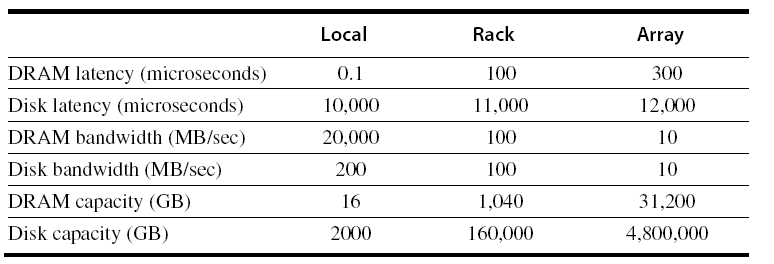 Local Rack Array
DRAM latency (microseconds) 0.1 100 300
Disk latency (microseconds) 10,000 11,000 12,000
DRAM bandwidth (MB/sec) 20,000 100 10
Disk bandwidth (MB/sec) 200 100 10
DRAM capacity (GB) 16 1,040 31,200
Disk capacity (GB) 2000 160,000 4,800,000